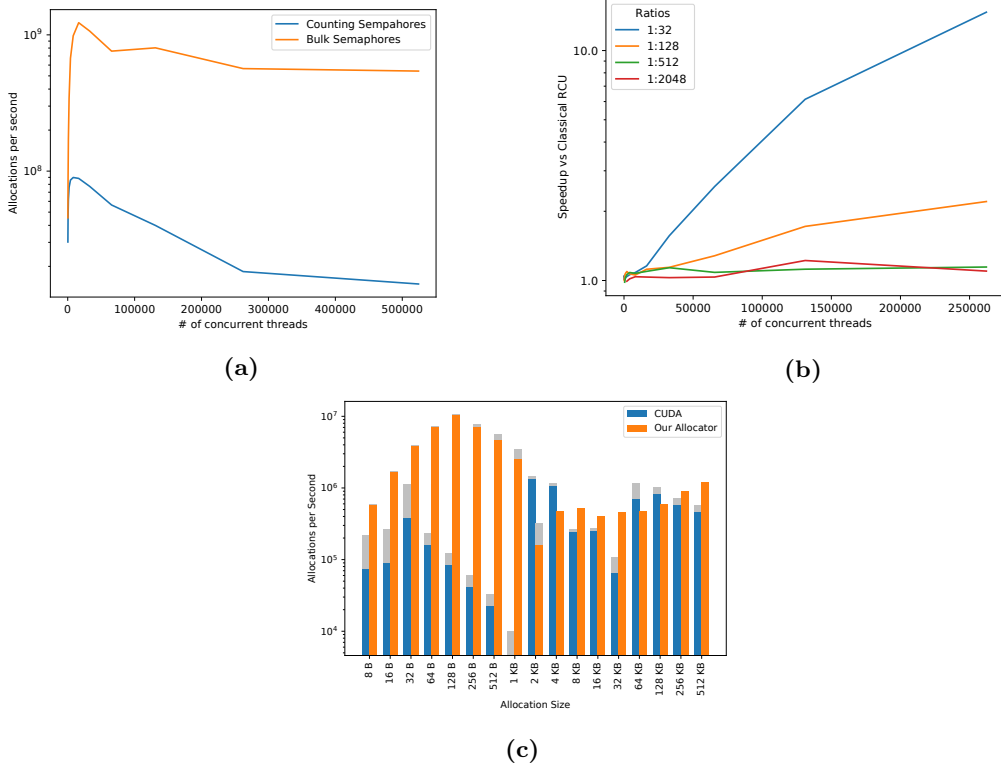 Counting Sempahores
Bulk Semaphores
10^9
10^8
Allocations per second
0 100000 200000 300000 400000 500000
# of concurrent threads
(a)
Ratios
1:32
1:128
1:512
1:2048
10.0
1.0
Speedup vs Classical RCU
0 50000 100000 150000 200000 250000
# of concurrent threads
(b)
CUDA
Our Allocator
10^7
10^6
10^5
10^4
Allocations per Second
8 B 16 B 32 B 64 B 128 B 256 B 512 B 1 KB 2 KB 4 KB 8 KB 16 KB 32 KB 64 KB 128 KB 256 KB 512 KB
Allocation Size
(c)